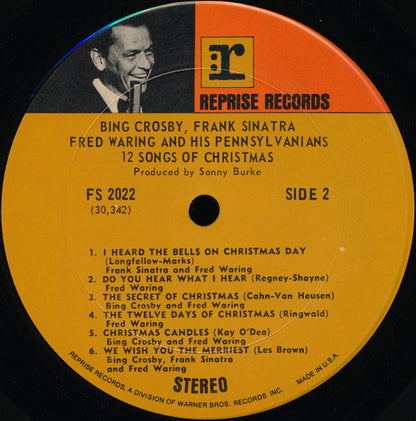 r:
REPRISE RECORDS
BING CROSBY, FRANK SINATRA
FRED WARING AND HIS PENNSYLVANIANS
12 SONGS OF CHRISTMAS
Produced by Sonny Burke
FS 2022 SIDE 2
(30,342)
1. I HEARD THE BELLS ON CHRISTMAS DAY
(Longfellow-Marks)
Frank Sinatra and Fred Waring
2. DO YOU HEAR WHAT I HEAR (Regney-Shayne)
Fred Waring
3. THE SECRET OF CHRISTMAS (Cahn-Van Heusen)
Bing Crosby and Fred Waring
4. THE TWELVE DAYS OF CHRISTMAS (Ringwald)
Fred Waring
5. CHRISTMAS CANDLES (Kay O'Dea)
Bing Crosby and Fred Waring
6. WE WISH YOU THE MERRIEST (Les Brown)
Bing Crosby, Frank Sinatra
and Fred Waring
STEREO
REPRISE RECORDS, A DIVISION OF WARNER BROS. RECORDS INC. MADE IN U.S.A.